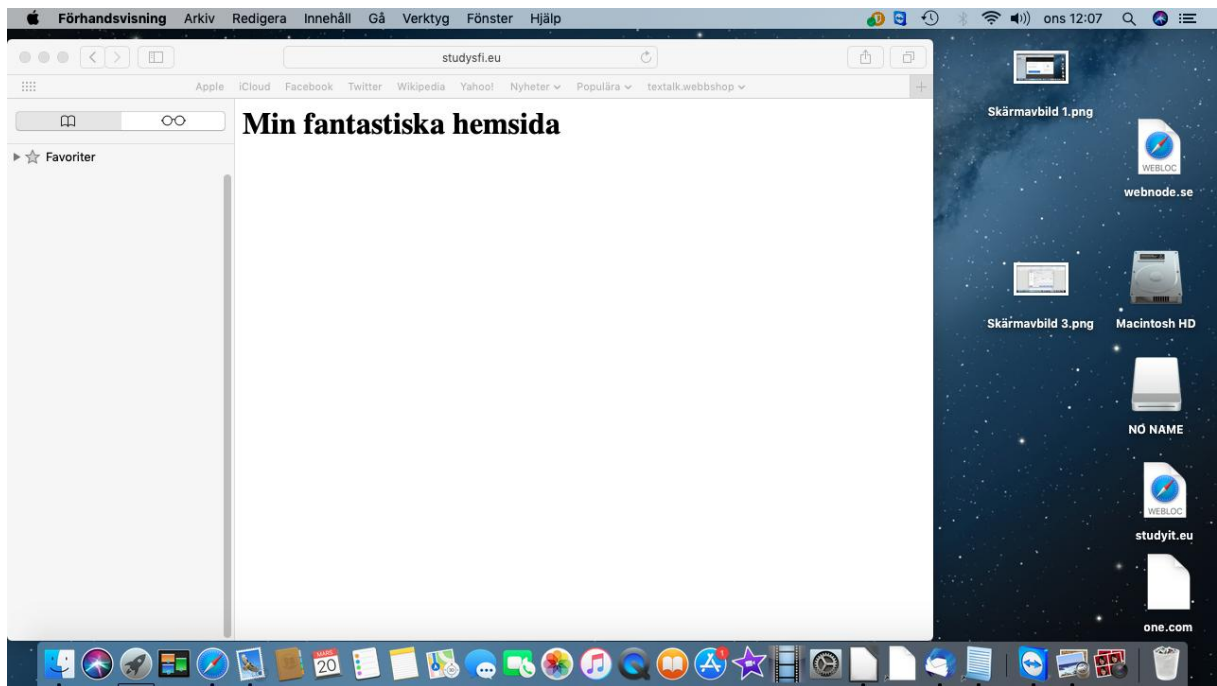 Förhandsvisning Arkiv Redigera Innehåll Gå Verktyg Fönster Hjälp ons 12:07
studysfi.eu
Apple iCloud Facebook Twitter Wikipedia Yahoo! Nyheter Populära textalk.webbshop
Min fantastiska hemsida
Favoriter
Skärmavbild 1.png
WEBLOC
webnode.se
Skärmavbild 3.png
Macintosh HD
NO NAME
WEBLOC
studyit.eu
one.com
MARS
20
1